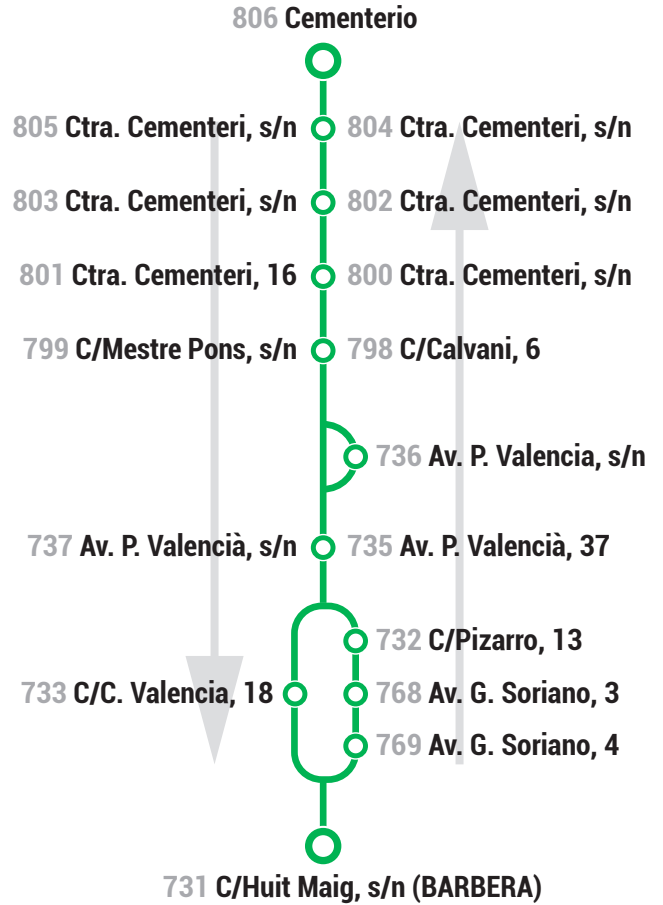 806 Cementerio
805 Ctra. Cementeri, s/n
804 Ctra. Cementeri, s/n
803 Ctra. Cementeri, s/n
802 Ctra. Cementeri, s/n
801 Ctra. Cementeri, 16
800 Ctra. Cementeri, s/n
799 C/Mestre Pons, s/n
798 C/Calvani, 6
736 Av. P. Valencia, s/n
737 Av. P. Valencià, s/n
735 Av. P. Valencià, 37
732 C/Pizarro, 13
733 C/C. Valencia, 18
768 Av. G. Soriano, 3
769 Av. G. Soriano, 4
731 C/Huit Maig, s/n (BARBERA)